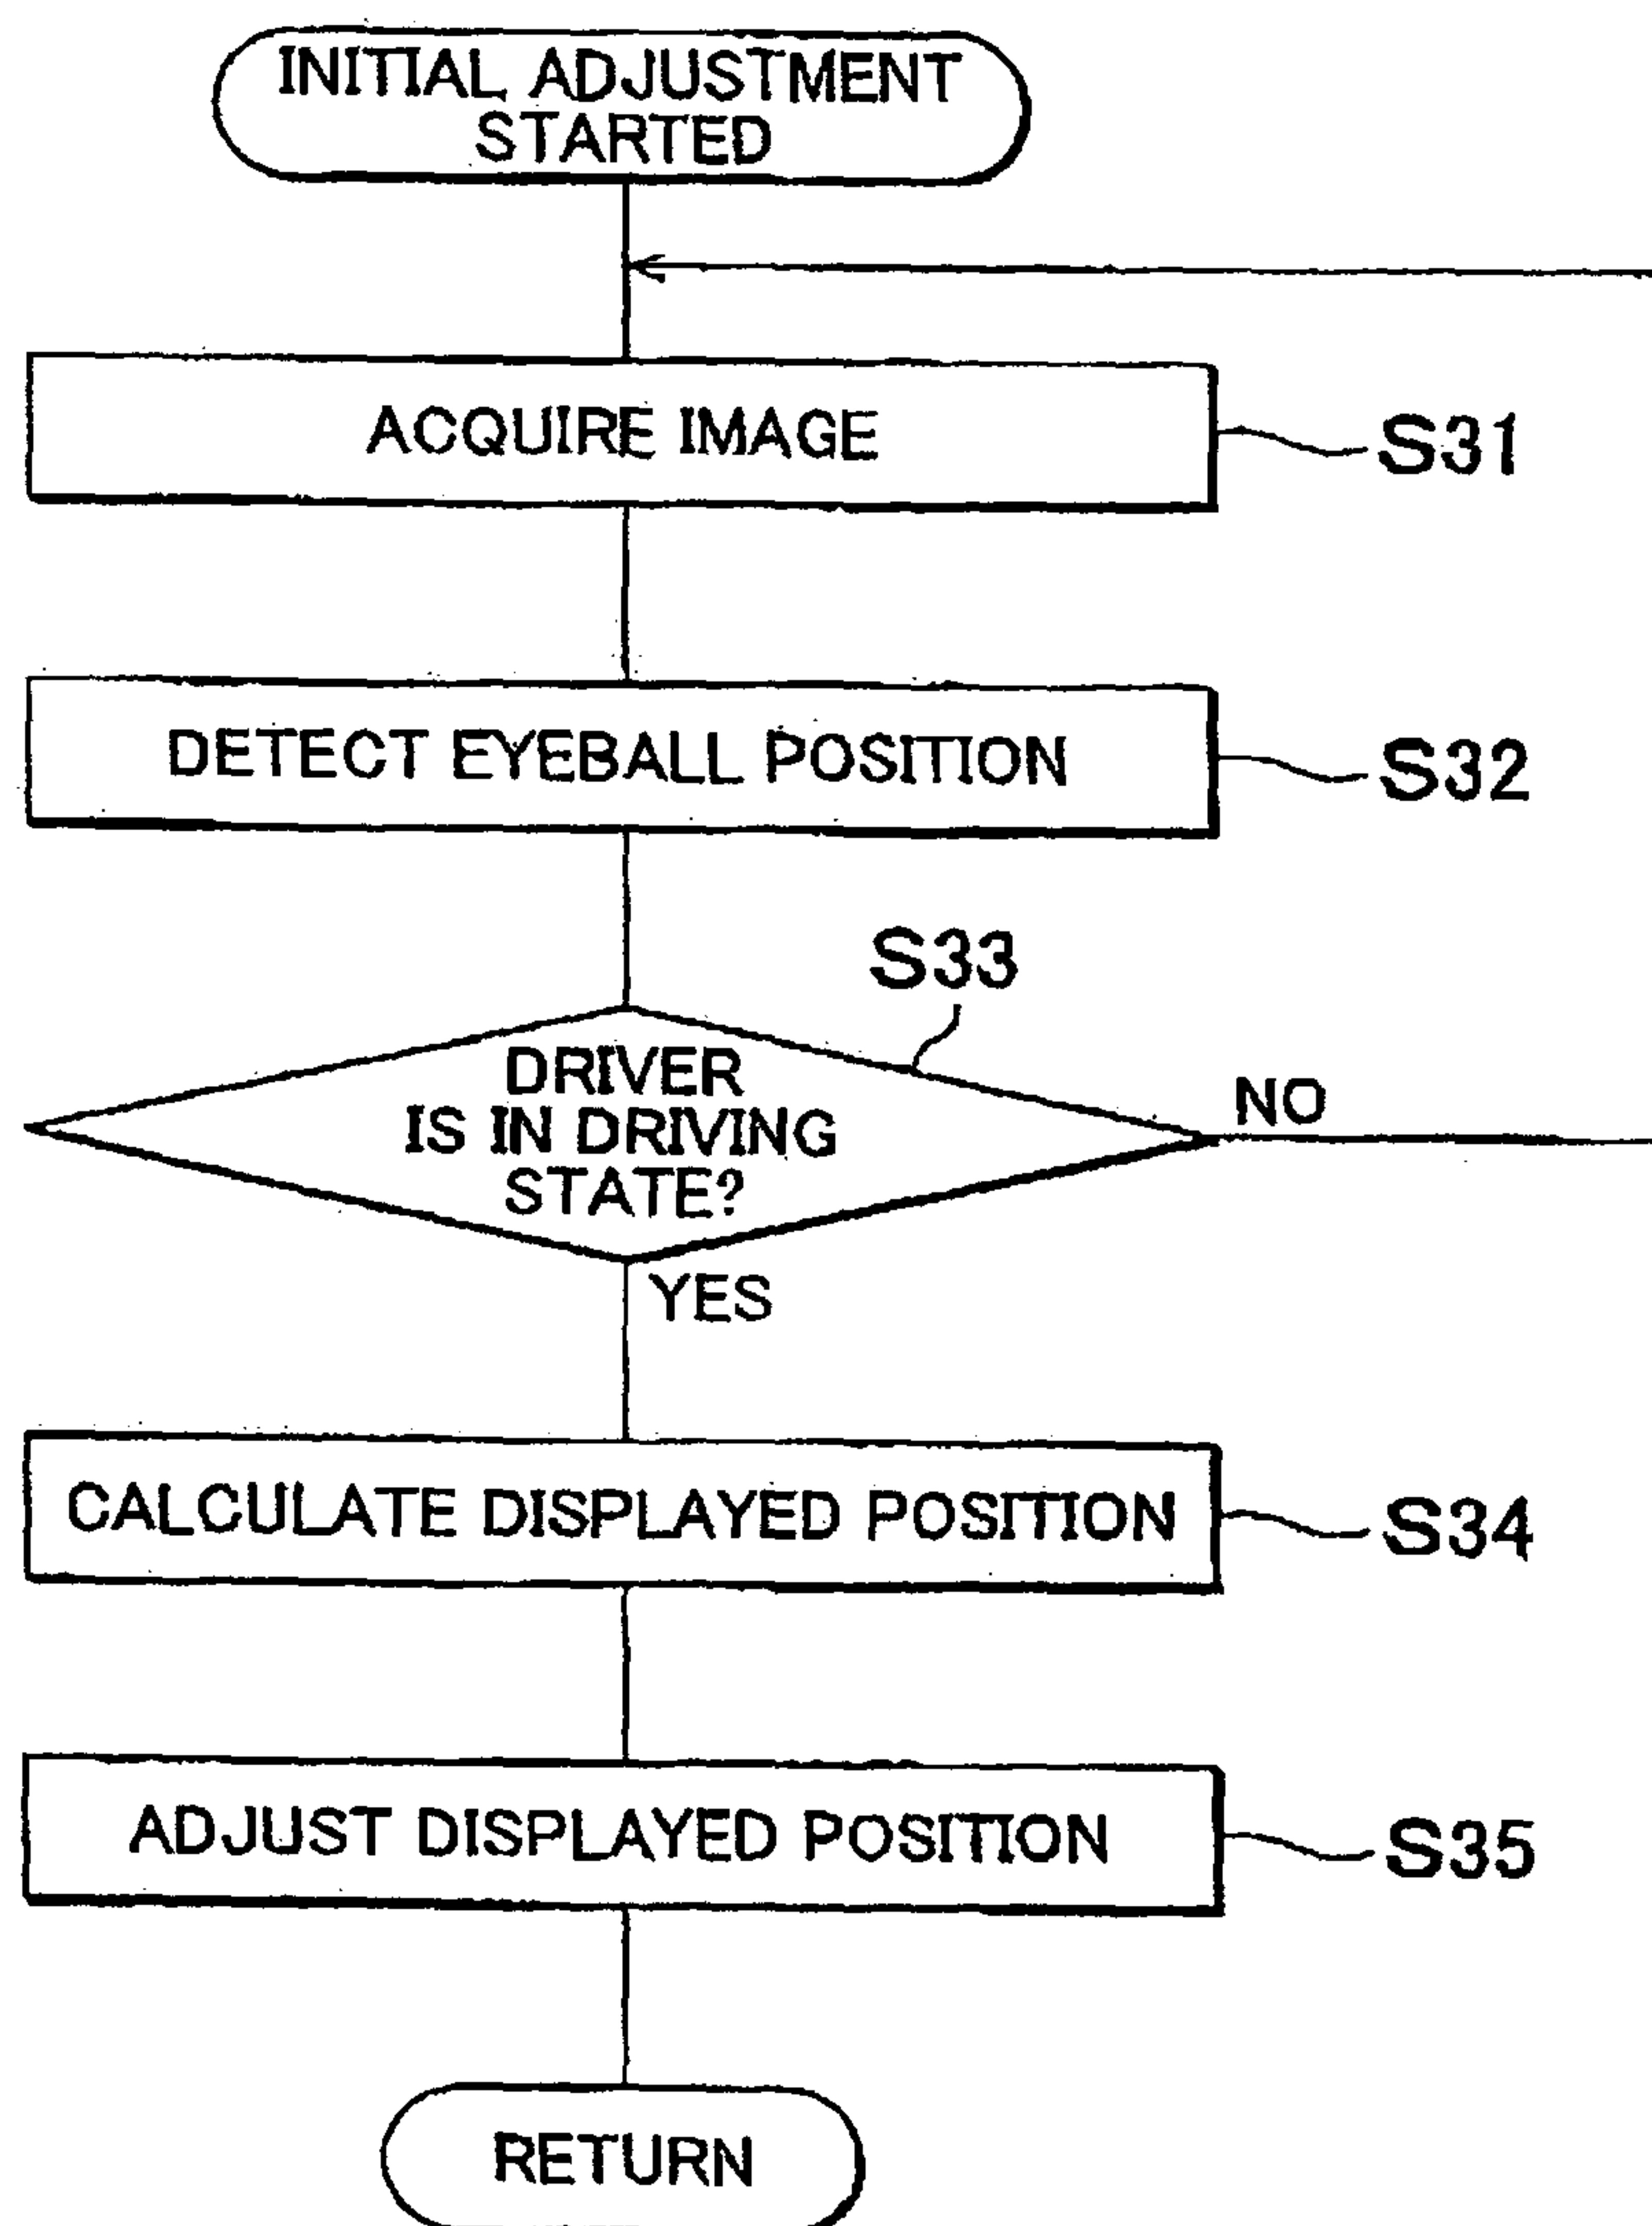 INITIAL ADJUSTMENT
STARTED
ACQUIRE IMAGE
S31
DETECT EYEBALL POSITION
S32
S33
DRIVER
IS IN DRIVING
STATE?
NO
YES
CALCULATE DISPLAYED POSITION
S34
ADJUST DISPLAYED POSITION
S35
RETURN